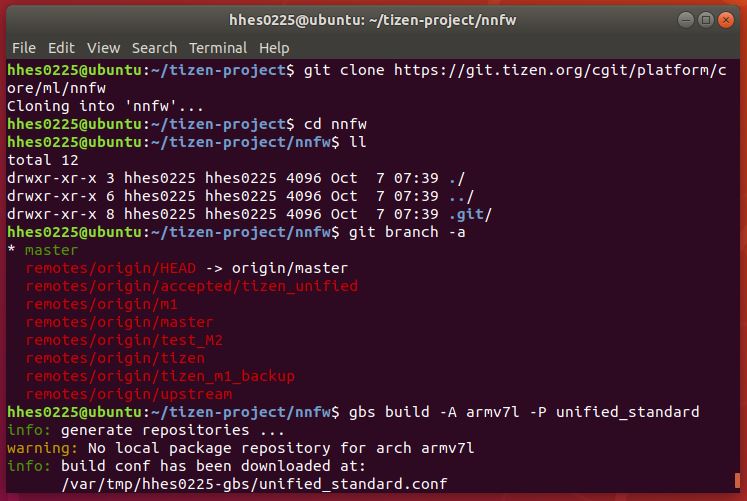 hhes0225@ubuntu: ~/tizen-project/nnfw
File Edit View Search Terminal Help
hhes0225@ubuntu:~/tizen-project$ git clone https://git.tizen.org/cgit/platform/c
ore/ml/nnfw
Cloning into 'nnfw'...
hhes0225@ubuntu:~/tizen-project$ cd nnfw
hhes0225@ubuntu:~/tizen-project/nnfw$ ll
total 12
drwxr-xr-x 3 hhes0225 hhes0225 4096 Oct  7 07:39 ./
drwxr-xr-x 6 hhes0225 hhes0225 4096 Oct  7 07:39 ../
drwxr-xr-x 8 hhes0225 hhes0225 4096 Oct  7 07:39 .git/
hhes0225@ubuntu:~/tizen-project/nnfw$ git branch -a
* master
  remotes/origin/HEAD -> origin/master
  remotes/origin/accepted/tizen_unified
  remotes/origin/m1
  remotes/origin/master
  remotes/origin/test_M2
  remotes/origin/tizen
  remotes/origin/tizen_m1_backup
  remotes/origin/upstream
hhes0225@ubuntu:~/tizen-project/nnfw$ gbs build -A armv7l -P unified_standard
info: generate repositories ...
warning: No local package repository for arch armv7l
info: build conf has been downloaded at:
      /var/tmp/hhes0225-gbs/unified_standard.conf